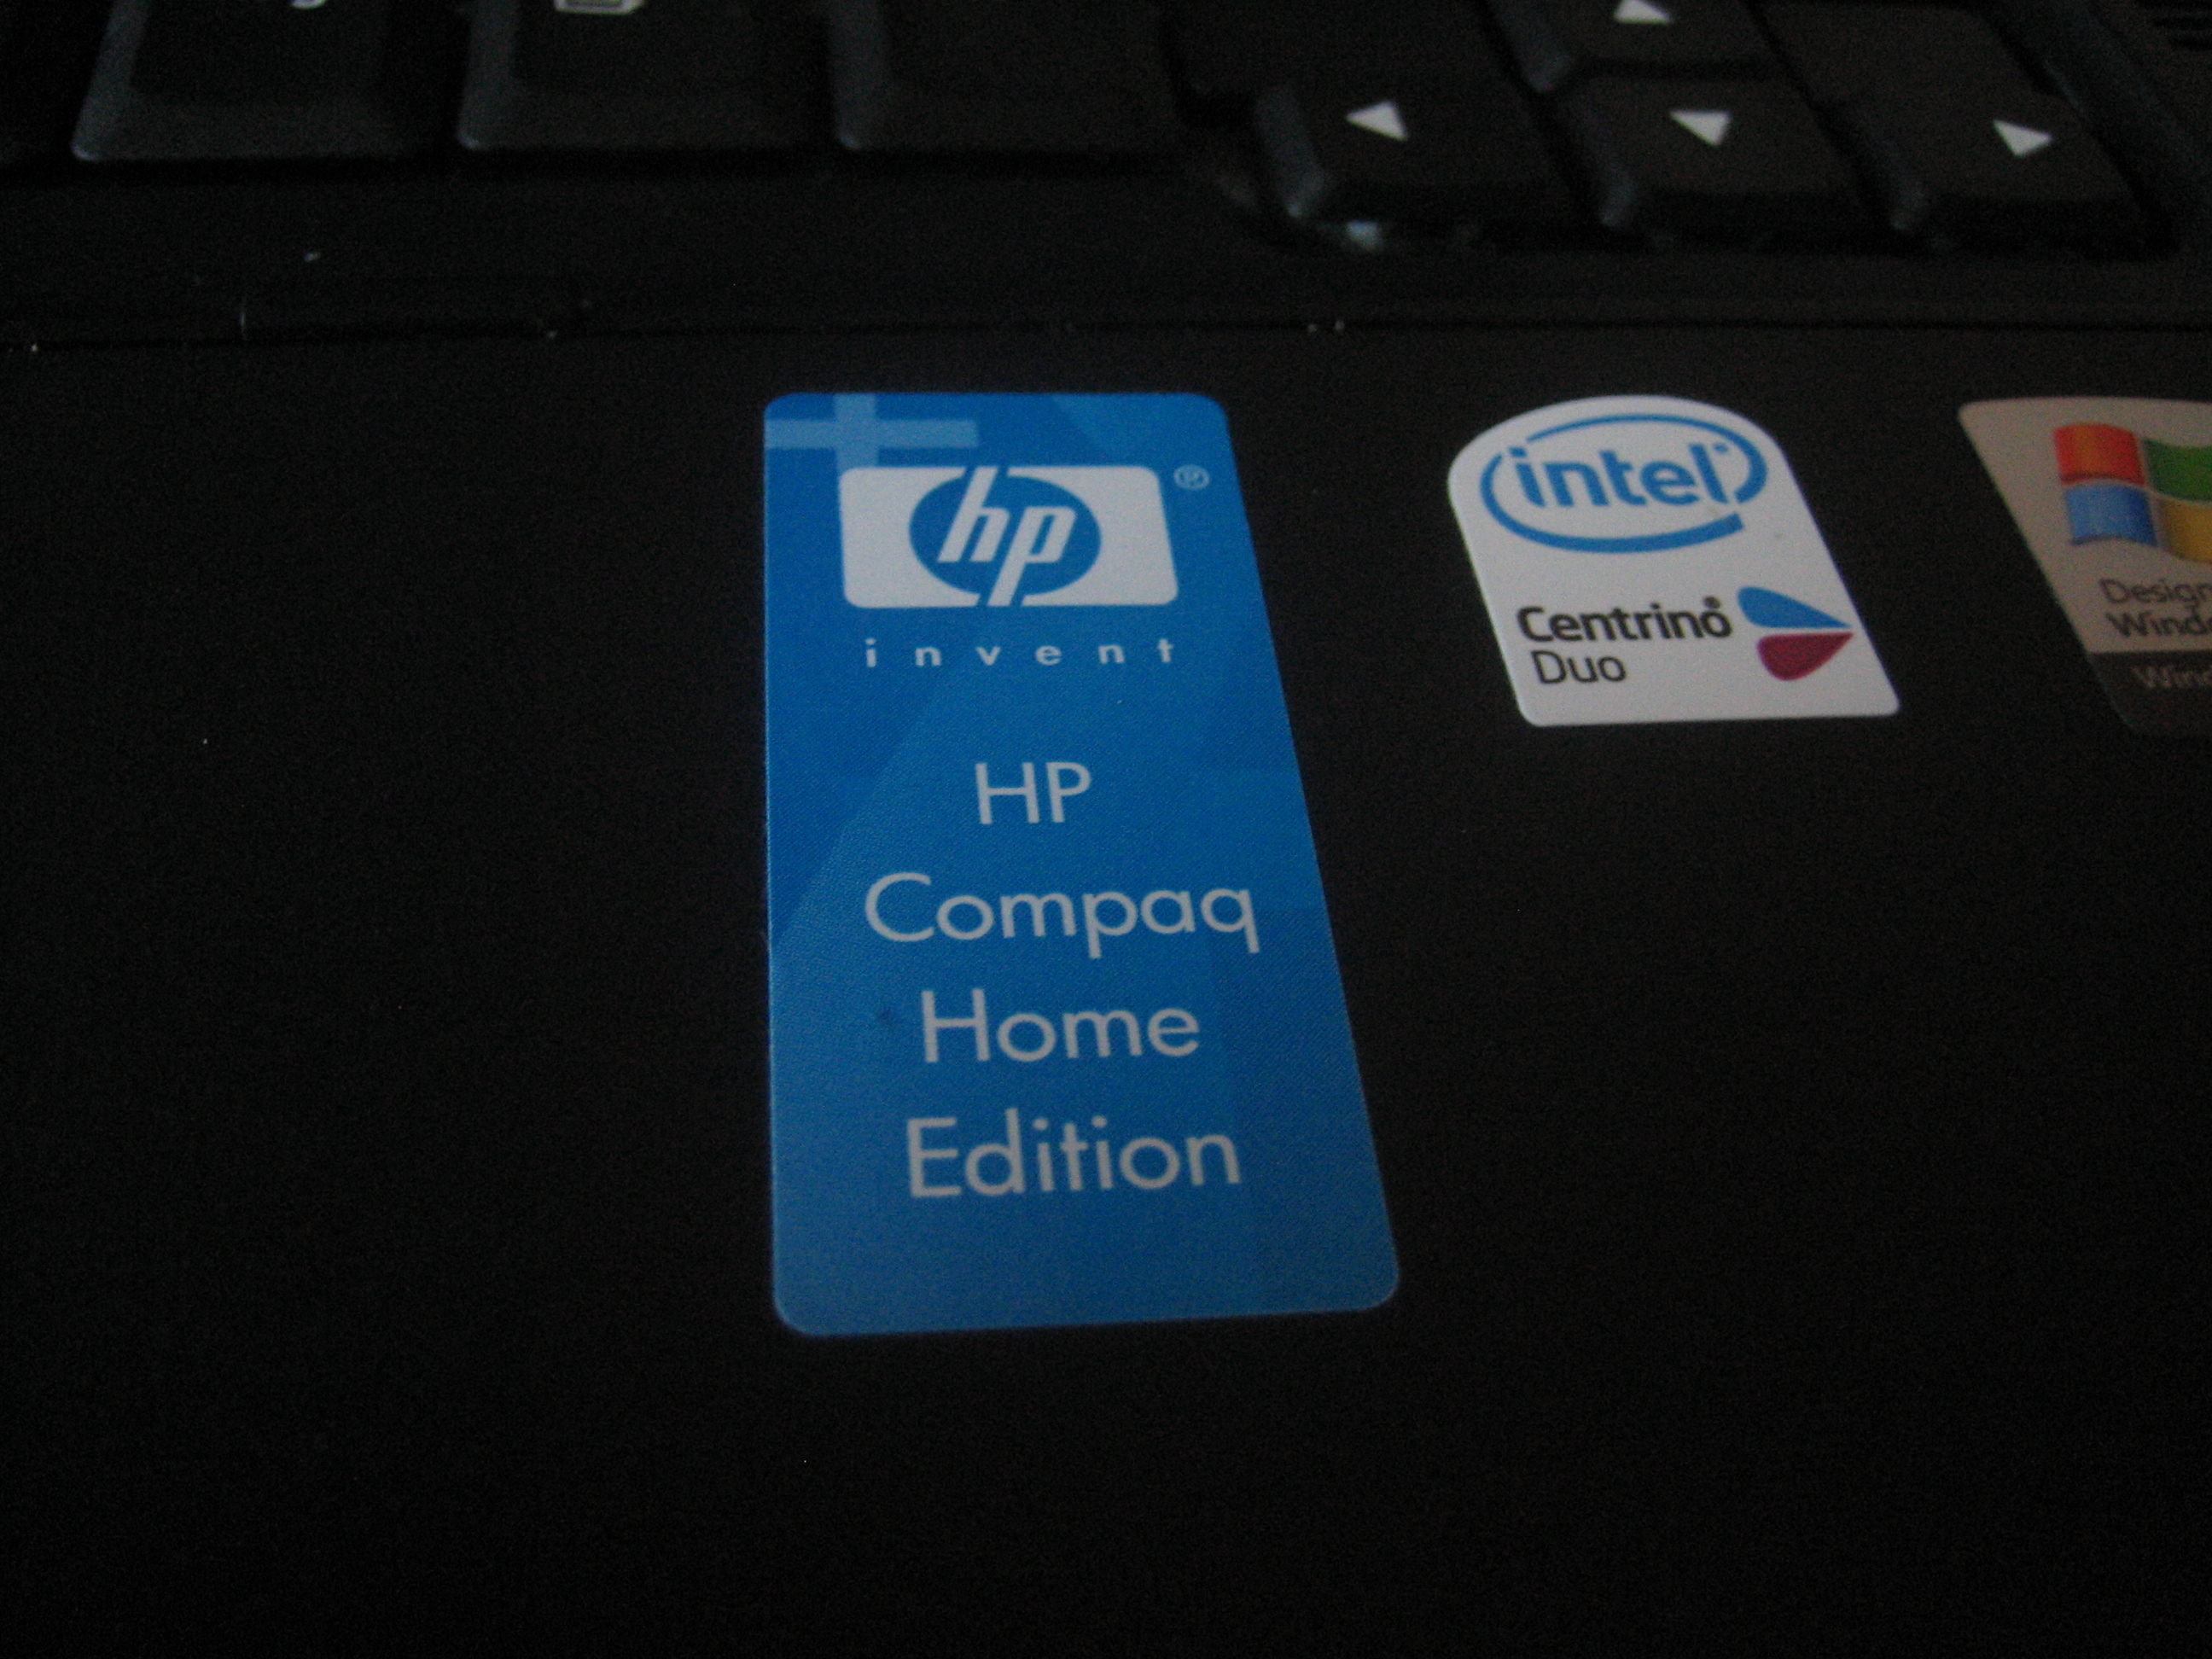 hp®
invent
HP
Compaq
Home
Edition
intel®
Centrino®
Duo